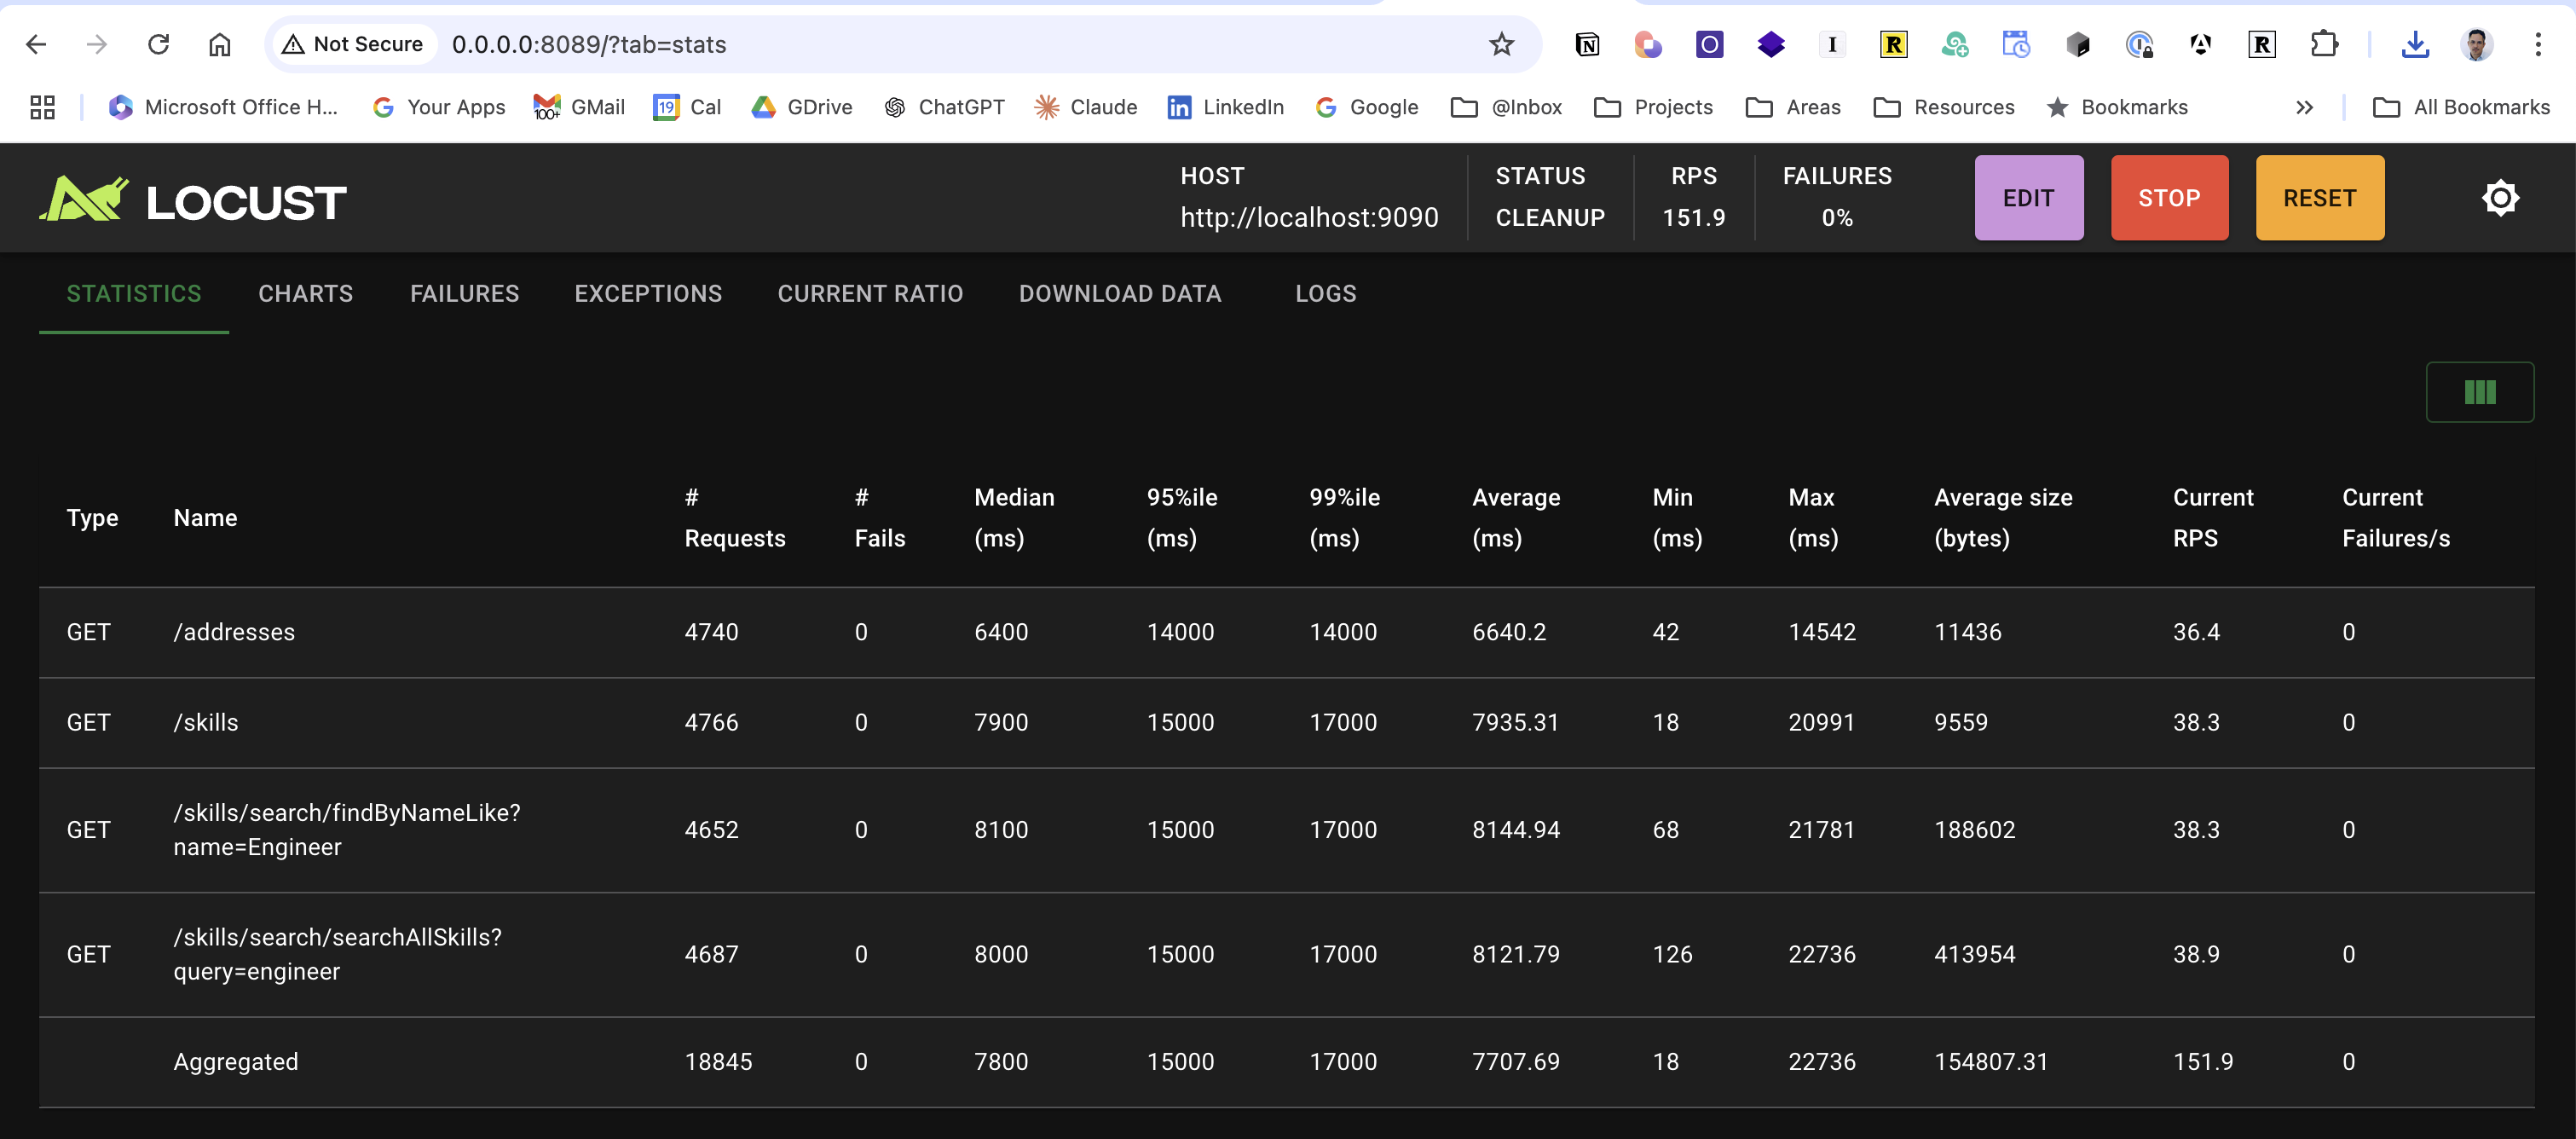 Not Secure 0.0.0.0:8089/?tab=stats
Microsoft Office H... Your Apps GMail 19 Cal GDrive ChatGPT Claude LinkedIn Google @Inbox Projects Areas Resources Bookmarks All Bookmarks
100+
LOCUST
HOST
http://localhost:9090
STATUS
CLEANUP
RPS
151.9
FAILURES
0%
EDIT
STOP
RESET
STATISTICS CHARTS FAILURES EXCEPTIONS CURRENT RATIO DOWNLOAD DATA LOGS
Type Name # Requests # Fails Median (ms) 95%ile (ms) 99%ile (ms) Average (ms) Min (ms) Max (ms) Average size (bytes) Current RPS Current Failures/s
GET /addresses 4740 0 6400 14000 14000 6640.2 42 14542 11436 36.4 0
GET /skills 4766 0 7900 15000 17000 7935.31 18 20991 9559 38.3 0
GET /skills/search/findByNameLike?name=Engineer 4652 0 8100 15000 17000 8144.94 68 21781 188602 38.3 0
GET /skills/search/searchAllSkills?query=engineer 4687 0 8000 15000 17000 8121.79 126 22736 413954 38.9 0
Aggregated 18845 0 7800 15000 17000 7707.69 18 22736 154807.31 151.9 0